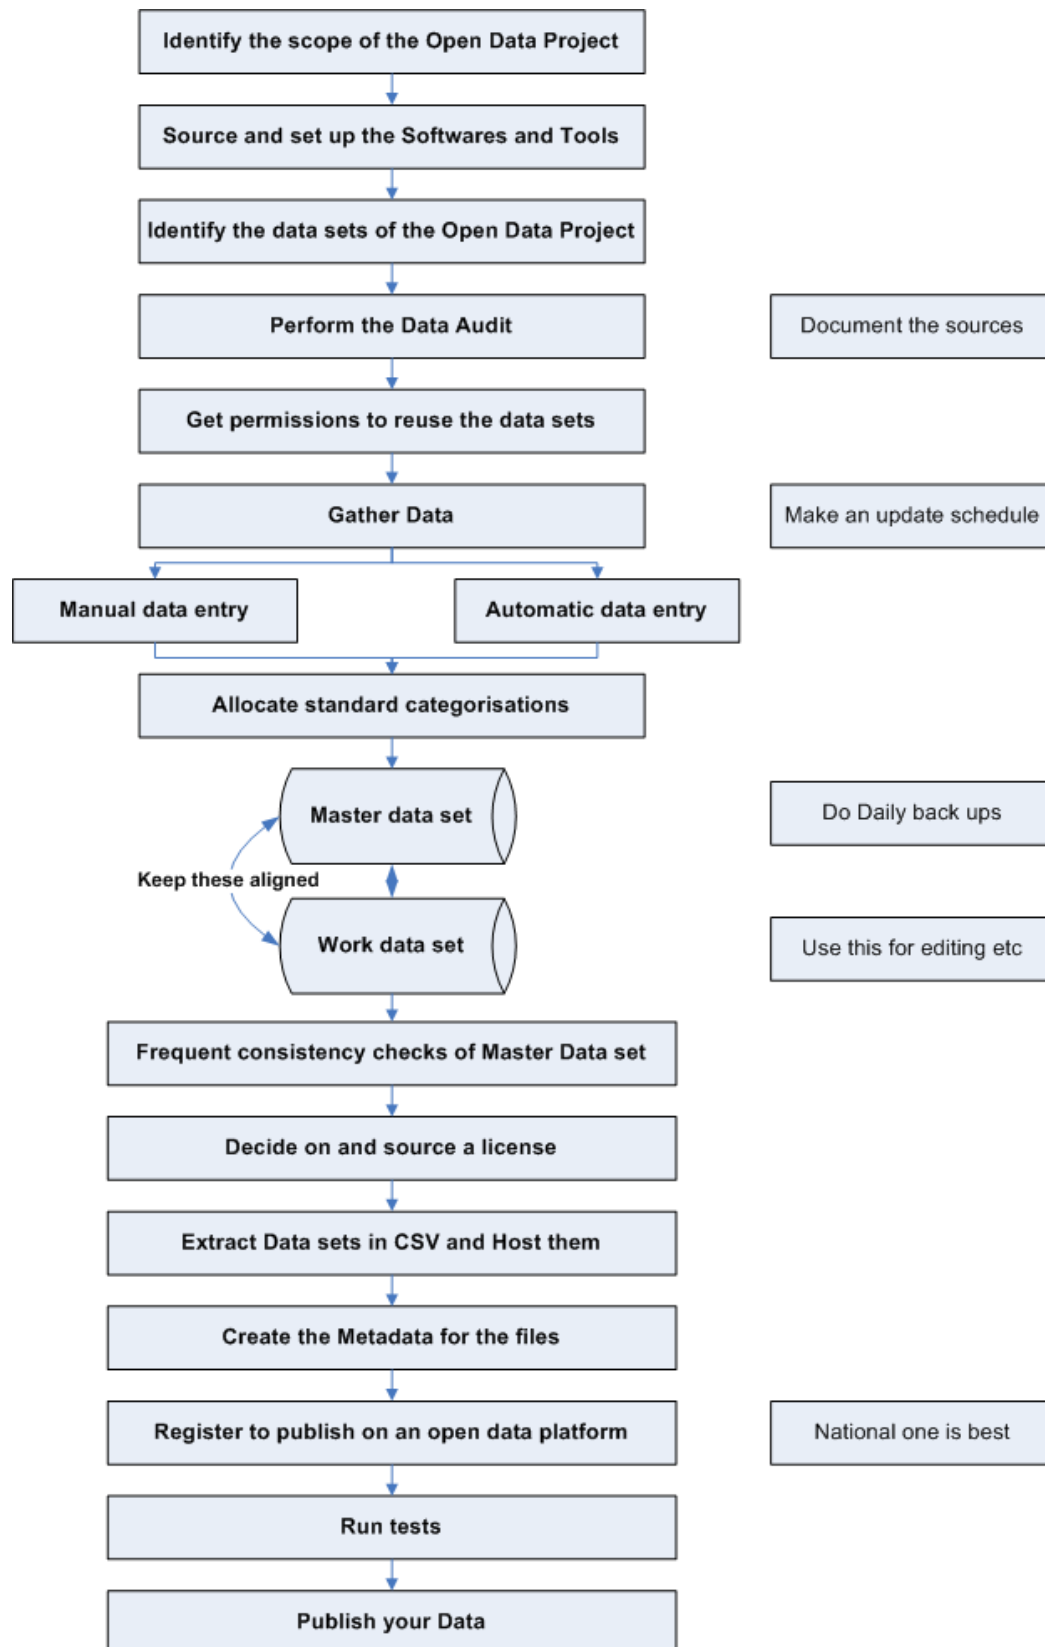 Identify the scope of the Open Data Project
Source and set up the Softwares and Tools
Identify the data sets of the Open Data Project
Perform the Data Audit
Document the sources
Get permissions to reuse the data sets
Gather Data
Make an update schedule
Manual data entry
Automatic data entry
Allocate standard categorisations
Master data set
Do Daily back ups
Keep these aligned
Work data set
Use this for editing etc
Frequent consistency checks of Master Data set
Decide on and source a license
Extract Data sets in CSV and Host them
Create the Metadata for the files
Register to publish on an open data platform
National one is best
Run tests
Publish your Data